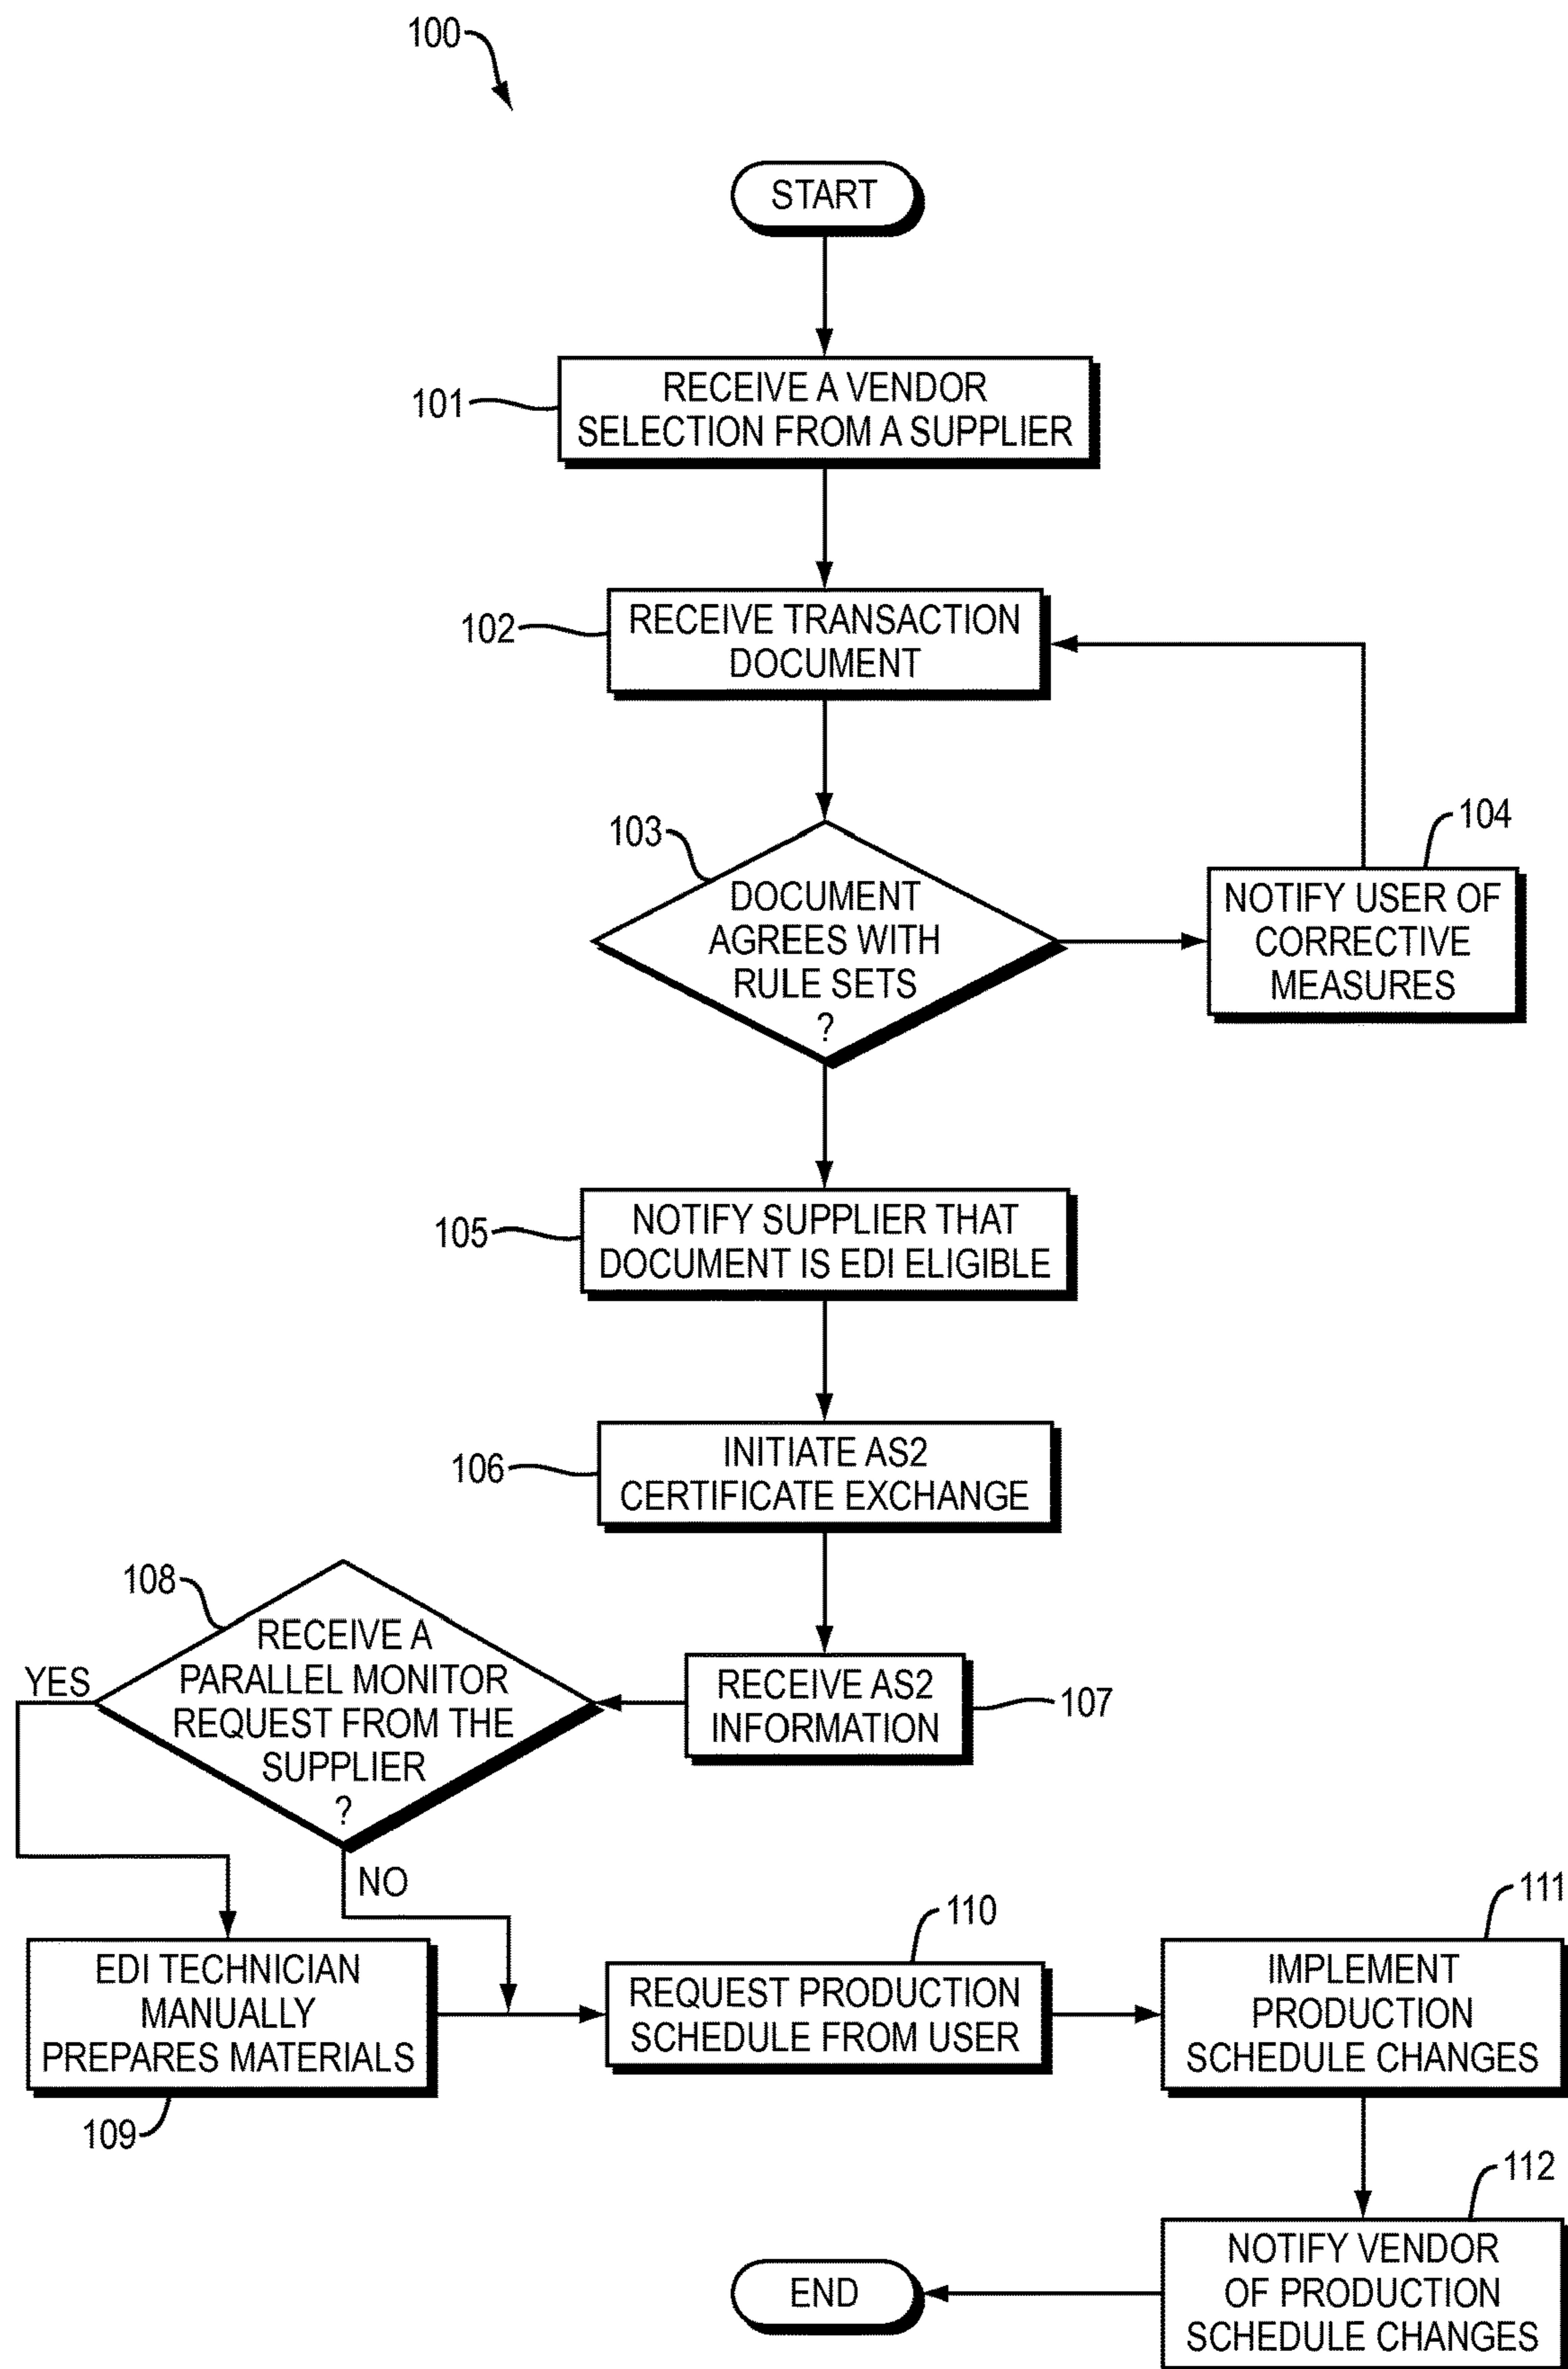 100
START
101
RECEIVE A VENDOR
SELECTION FROM A SUPPLIER
102
RECEIVE TRANSACTION
DOCUMENT
103
DOCUMENT
AGREES WITH
RULE SETS
?
104
NOTIFY USER OF
CORRECTIVE
MEASURES
105
NOTIFY SUPPLIER THAT
DOCUMENT IS EDI ELIGIBLE
106
INITIATE AS2
CERTIFICATE EXCHANGE
107
RECEIVE AS2
INFORMATION
108
RECEIVE A
PARALLEL MONITOR
REQUEST FROM THE
SUPPLIER
?
YES
NO
109
EDI TECHNICIAN
MANUALLY
PREPARES MATERIALS
110
REQUEST PRODUCTION
SCHEDULE FROM USER
111
IMPLEMENT
PRODUCTION
SCHEDULE CHANGES
112
NOTIFY VENDOR
OF PRODUCTION
SCHEDULE CHANGES
END